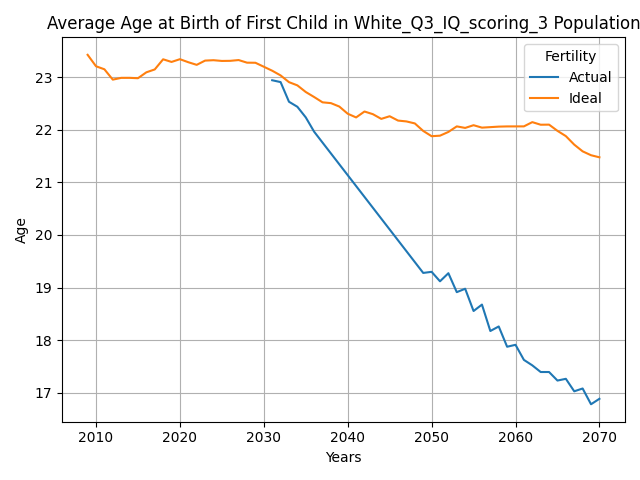 Average Age at Birth of First Child in White_Q3_IQ_scoring_3 Population
Fertility
Actual
Ideal
Age
23
22
21
20
19
18
17
2010 2020 2030 2040 2050 2060 2070
Years